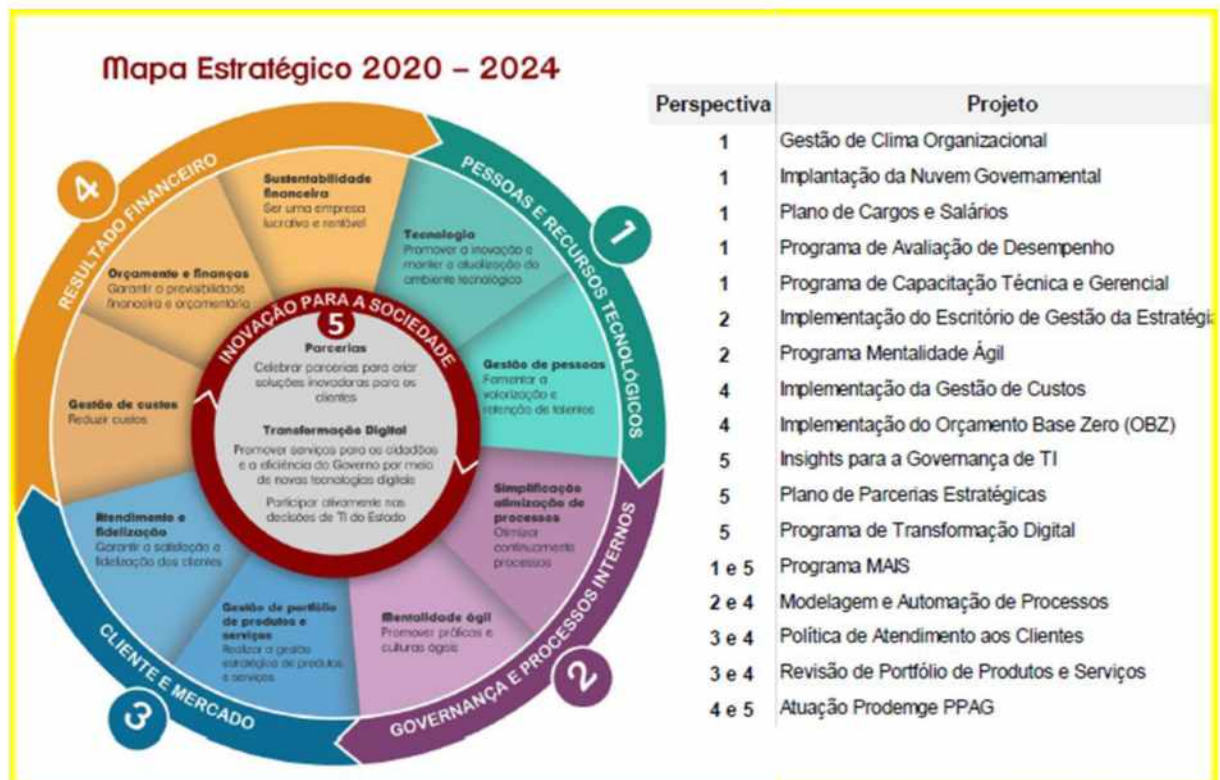 Mapa Estratégico 2020 – 2024
4
RESULTADO FINANCEIRO
Sustentabilidade
financeira
Ser uma empresa
lucrativa e rentável
Orçamento e finanças
Garantir a previsibilidade
financeira e orçamentária
Gestão de custos
Reduzir custos
1
PESSOAS E RECURSOS TECNOLÓGICOS
Tecnologia
Promover a inovação e
manter a atualização do
ambiente tecnológico
Gestão de pessoas
Fomentar a
valorização e
retenção de talentos
INOVAÇÃO PARA A SOCIEDADE
5
Parcerias
Celebrar parcerias para criar
soluções inovadoras para os
clientes
Transformação Digital
Promover serviços para os cidadãos
e a eficiência do Governo por meio
de novas tecnologias digitais
Participar ativamente nas
decisões de TI do Estado
2
GOVERNANÇA E PROCESSOS INTERNOS
Simplificação
otimização de
processos
Otimizar
continuamente
processos
Mentalidade ágil
Promover práticas e
culturas ágeis
3
CLIENTE E MERCADO
Gestão de portfólio
de produtos e
serviços
Realizar a gestão
estratégica de produtos
e serviços
Atendimento e
fidelização
Garantir a satisfação e
fidelização dos clientes
Perspectiva Projeto
1 Gestão de Clima Organizacional
1 Implantação da Nuvem Governamental
1 Plano de Cargos e Salários
1 Programa de Avaliação de Desempenho
1 Programa de Capacitação Técnica e Gerencial
2 Implementação do Escritório de Gestão da Estratégia
2 Programa Mentalidade Ágil
4 Implementação da Gestão de Custos
4 Implementação do Orçamento Base Zero (OBZ)
5 Insights para a Governança de TI
5 Plano de Parcerias Estratégicas
5 Programa de Transformação Digital
1 e 5 Programa MAIS
2 e 4 Modelagem e Automação de Processos
3 e 4 Política de Atendimento aos Clientes
3 e 4 Revisão de Portfólio de Produtos e Serviços
4 e 5 Atuação Prodemge PPAG